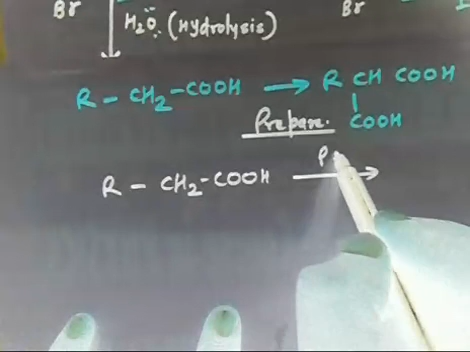 Br Br
H₂O (Hydrolysis)
R - CH₂-COOH → R CH COOH
COOH
Prepare.
R - CH₂-COOH P →